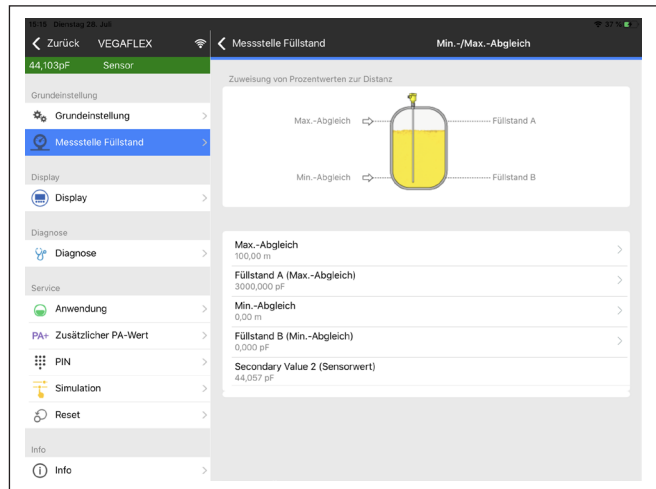 15:15 Dienstag 28. Juli
37 %
Zurück VEGAFLEX
Messstelle Füllstand
Min.-/Max.-Abgleich
44,103pF Sensor
Grundeinstellung
Grundeinstellung
Messstelle Füllstand
Display
Display
Diagnose
Diagnose
Service
Anwendung
PA+ Zusätzlicher PA-Wert
PIN
Simulation
Reset
Info
Info
Zuweisung von Prozentwerten zur Distanz
Max.-Abgleich
Füllstand A
Min.-Abgleich
Füllstand B
Max.-Abgleich
100,00 m
Füllstand A (Max.-Abgleich)
3000,000 pF
Min.-Abgleich
0,00 m
Füllstand B (Min.-Abgleich)
0,000 pF
Secondary Value 2 (Sensorwert)
44,057 pF